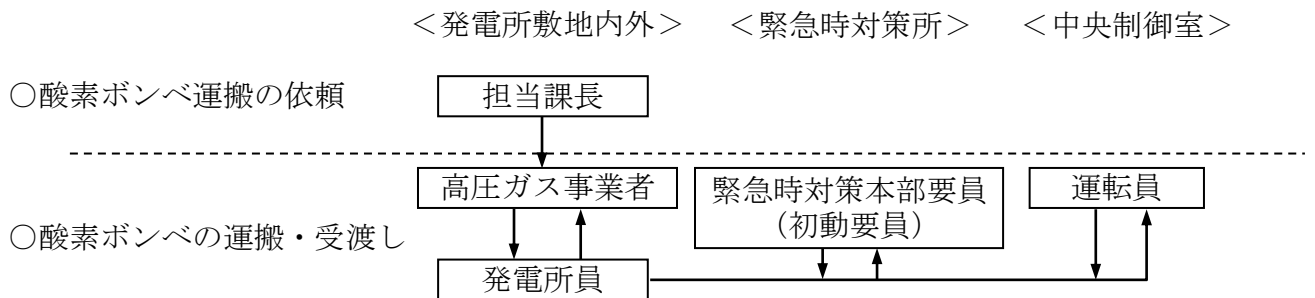 ＜発電所敷地内外＞ ＜緊急時対策所＞ ＜中央制御室＞
○酸素ボンベ運搬の依頼 担当課長
高圧ガス事業者 緊急時対策本部要員 運転員
（初動要員）
○酸素ボンベの運搬・受渡し
発電所員